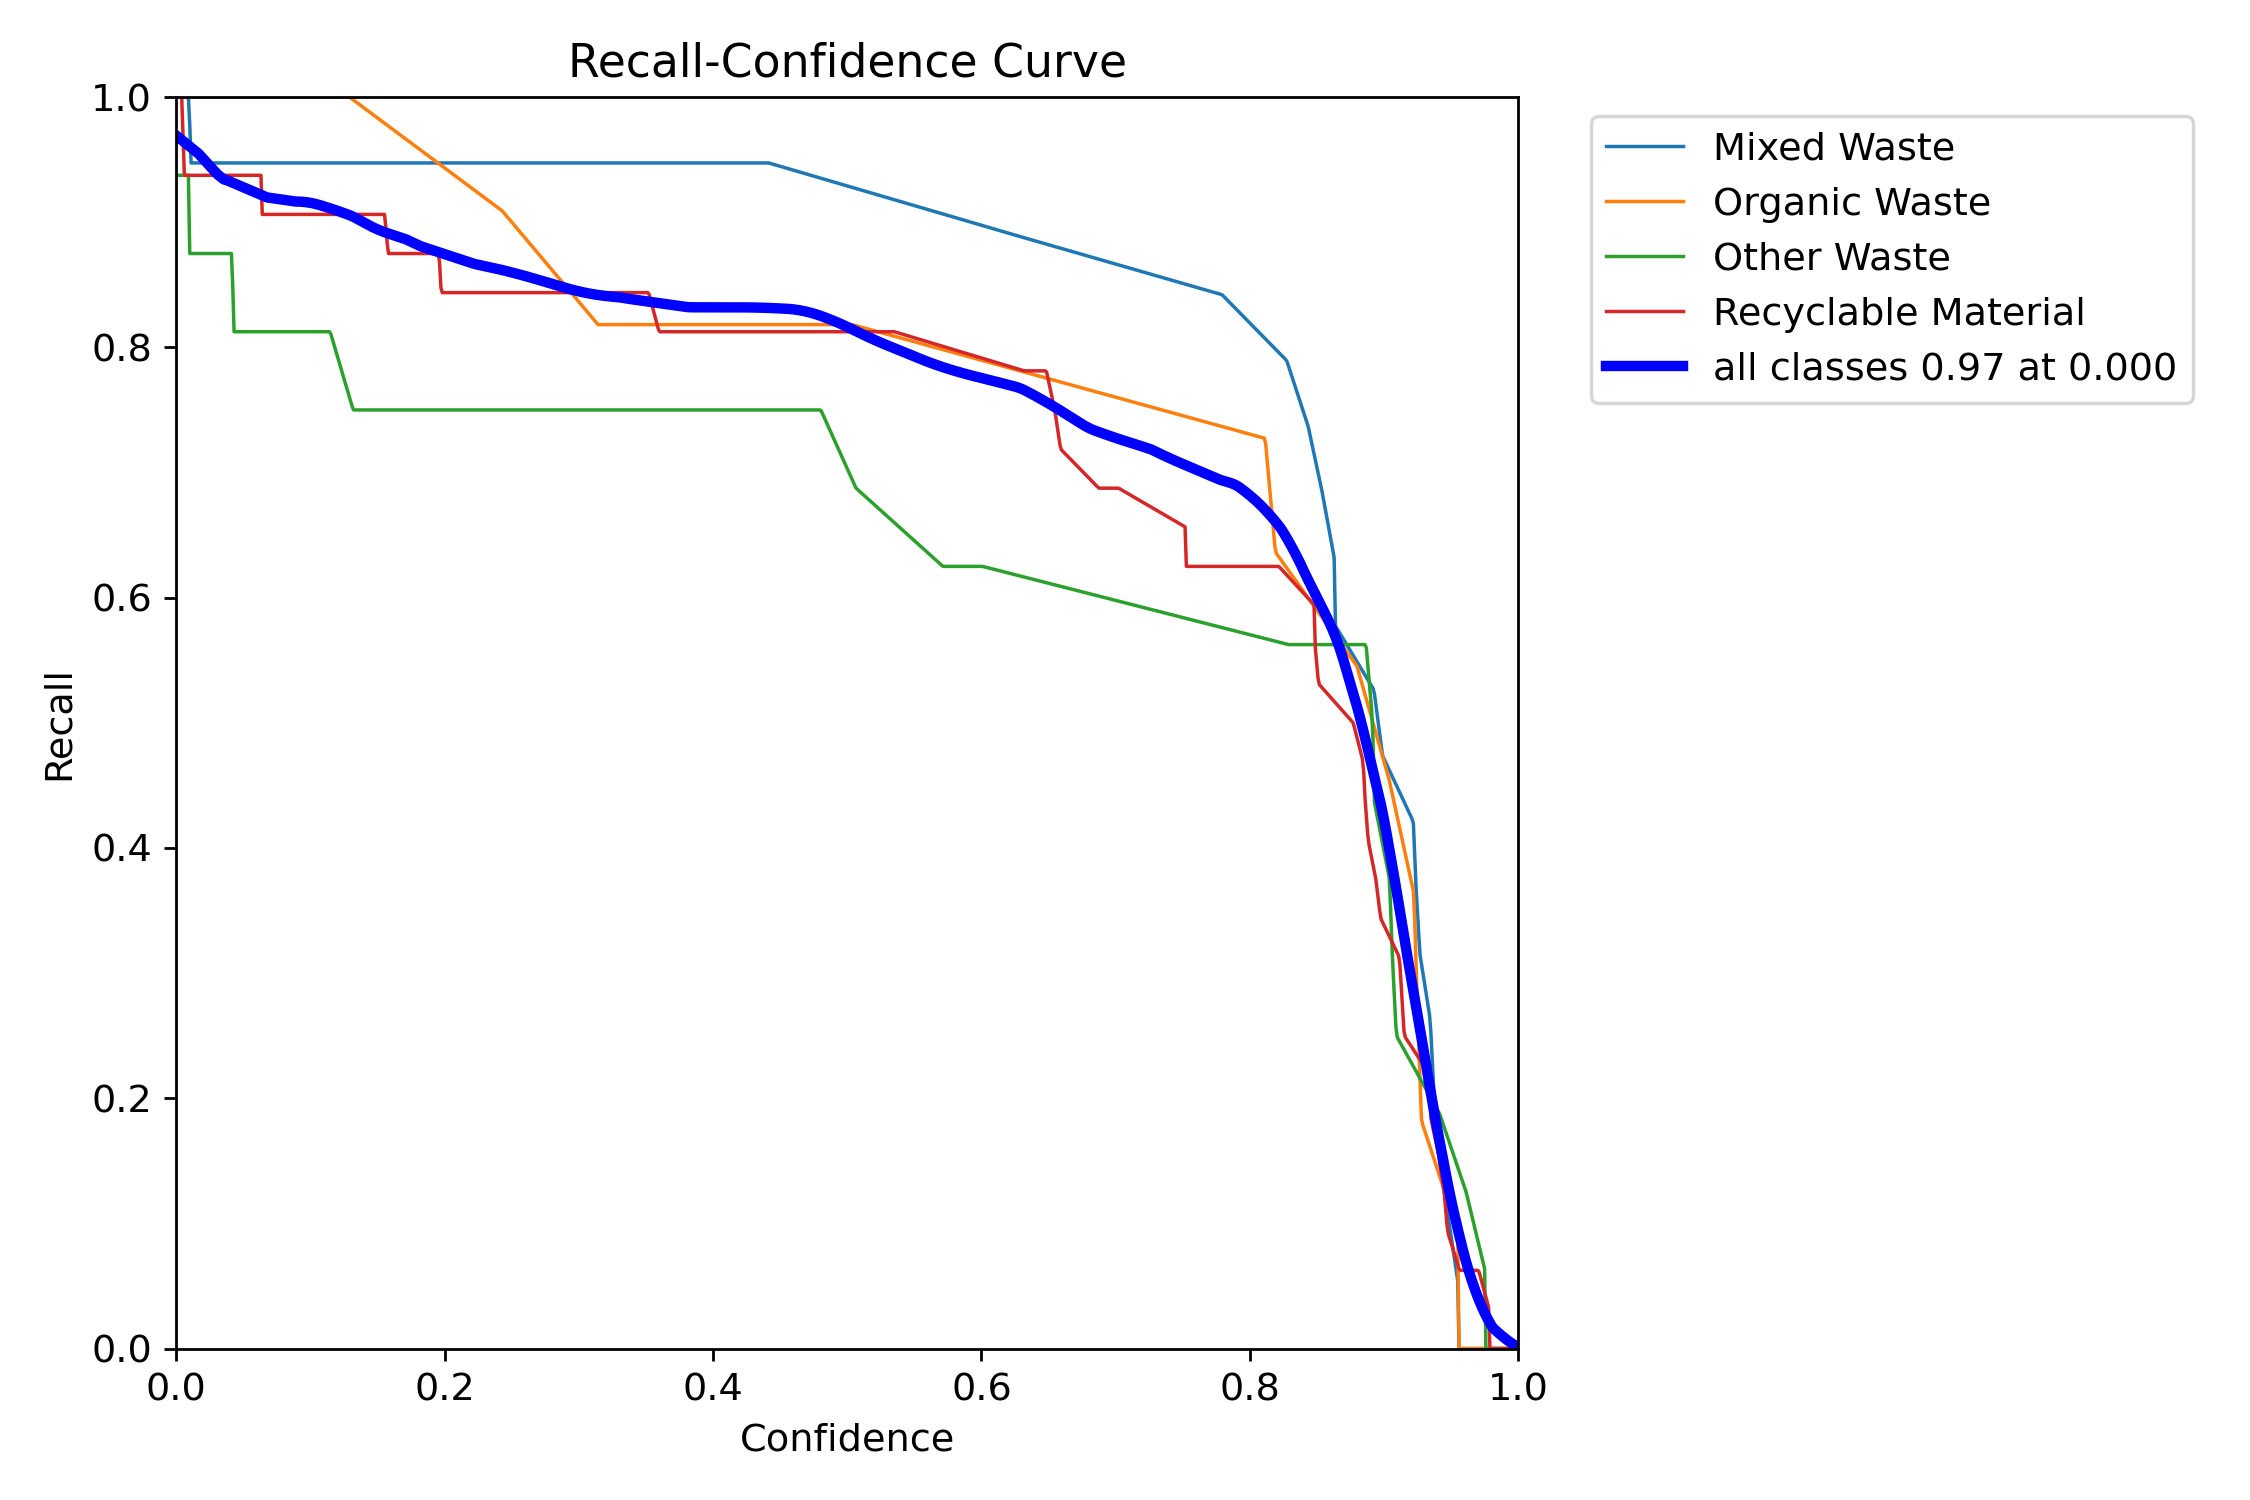 Recall-Confidence Curve
1.0
0.8
0.6
0.4
0.2
0.0
Recall
0.0 0.2 0.4 0.6 0.8 1.0
Confidence
Mixed Waste
Organic Waste
Other Waste
Recyclable Material
all classes 0.97 at 0.000